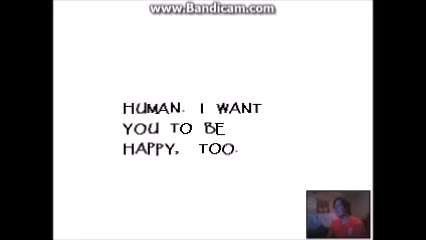 www.Bandicam.com
HUMAN. I WANT
YOU TO BE
HAPPY, TOO.